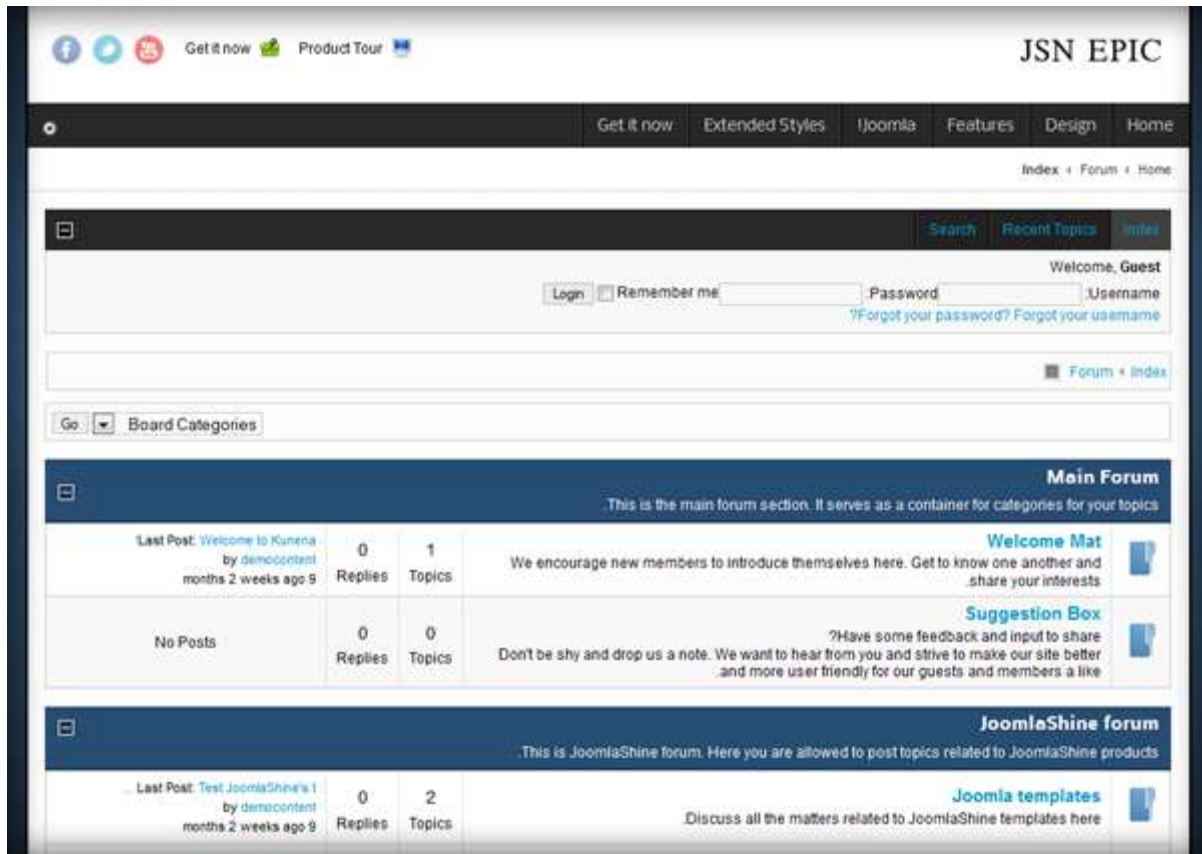 Get it now Product Tour
JSN EPIC
Get it now Extended Styles !Joomla Features Design Home
Index Forum Home
Search Recent Topics Index
Welcome, Guest
Login Remember me .Password :Username
?Forgot your password? Forgot your username
Forum Index
Go Board Categories
Main Forum
.This is the main forum section. It serves as a container for categories for your topics
Last Post: Welcome to Kunena
by democontent
months 2 weeks ago 9
0
Replies
1
Topics
Welcome Mat
We encourage new members to introduce themselves here. Get to know one another and
.share your interests
No Posts
0
Replies
0
Topics
Suggestion Box
?Have some feedback and input to share
Don't be shy and drop us a note. We want to hear from you and strive to make our site better
.and more user friendly for our guests and members a like
JoomlaShine forum
.This is JoomlaShine forum. Here you are allowed to post topics related to JoomlaShine products
... Last Post: Test JoomlaShine's t
by democontent
months 2 weeks ago 9
0
Replies
2
Topics
Joomla templates
.Discuss all the matters related to JoomlaShine templates here